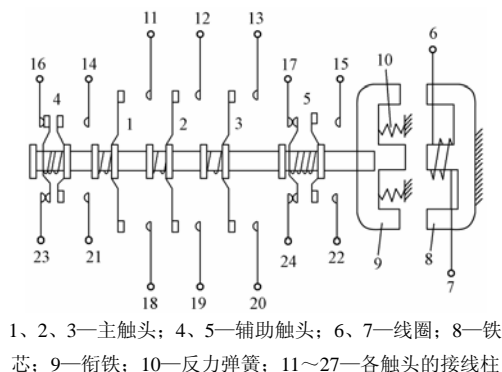 11 12 13
16 14 17 15 10 6
4 5
1 2 3
23 21 24 22 9 8
18 19 20 7
1、2、3—主触头；4、5—辅助触头；6、7—线圈；8—铁
芯；9—衔铁；10—反力弹簧；11～27—各触头的接线柱